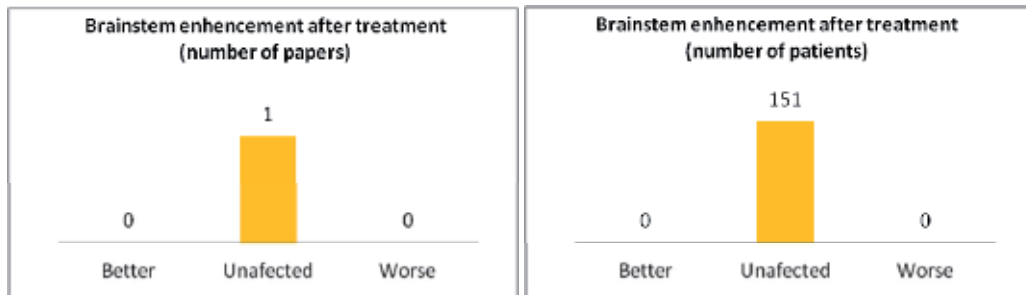 Brainstem enhencement after treatment
(number of papers)
1
0
0
Better
Unafected
Worse
Brainstem enhencement after treatment
(number of patients)
151
0
0
Better
Unafected
Worse